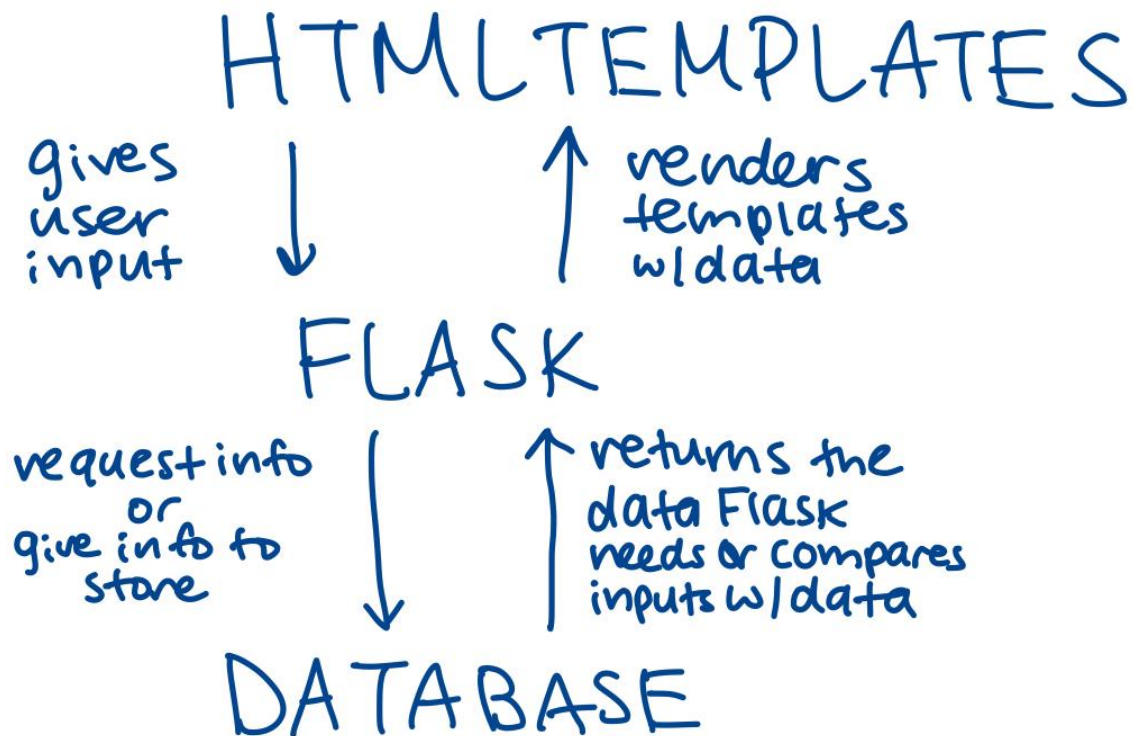 HTMLTEMPLATES
gives
user
input
renders
templates
w/data
FLASK
request info
or
give info to
store
returns the
data Flask
needs or compares
inputs w/data
DATABASE